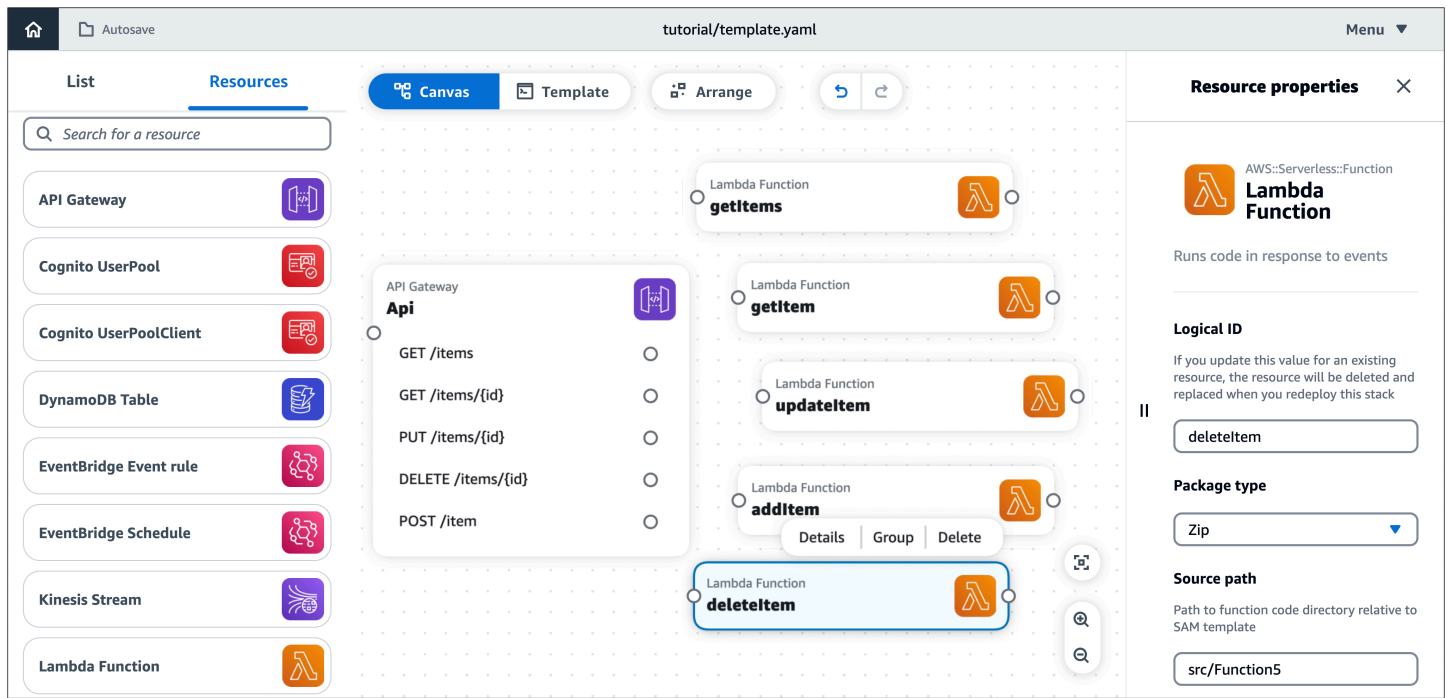 Autosave
tutorial/template.yaml
Menu
List
Resources
Search for a resource
API Gateway
Cognito UserPool
Cognito UserPoolClient
DynamoDB Table
EventBridge Event rule
EventBridge Schedule
Kinesis Stream
Lambda Function
Canvas
Template
Arrange
API Gateway
Api
GET /items
GET /items/{id}
PUT /items/{id}
DELETE /items/{id}
POST /item
Lambda Function
getItems
Lambda Function
getItem
Lambda Function
updateItem
Lambda Function
addItem
Details
Group
Delete
Lambda Function
deleteItem
Resource properties
AWS::Serverless::Function
Lambda
Function
Runs code in response to events
Logical ID
If you update this value for an existing
resource, the resource will be deleted and
replaced when you redeploy this stack
deleteItem
Package type
Zip
Source path
Path to function code directory relative to
SAM template
src/Function5